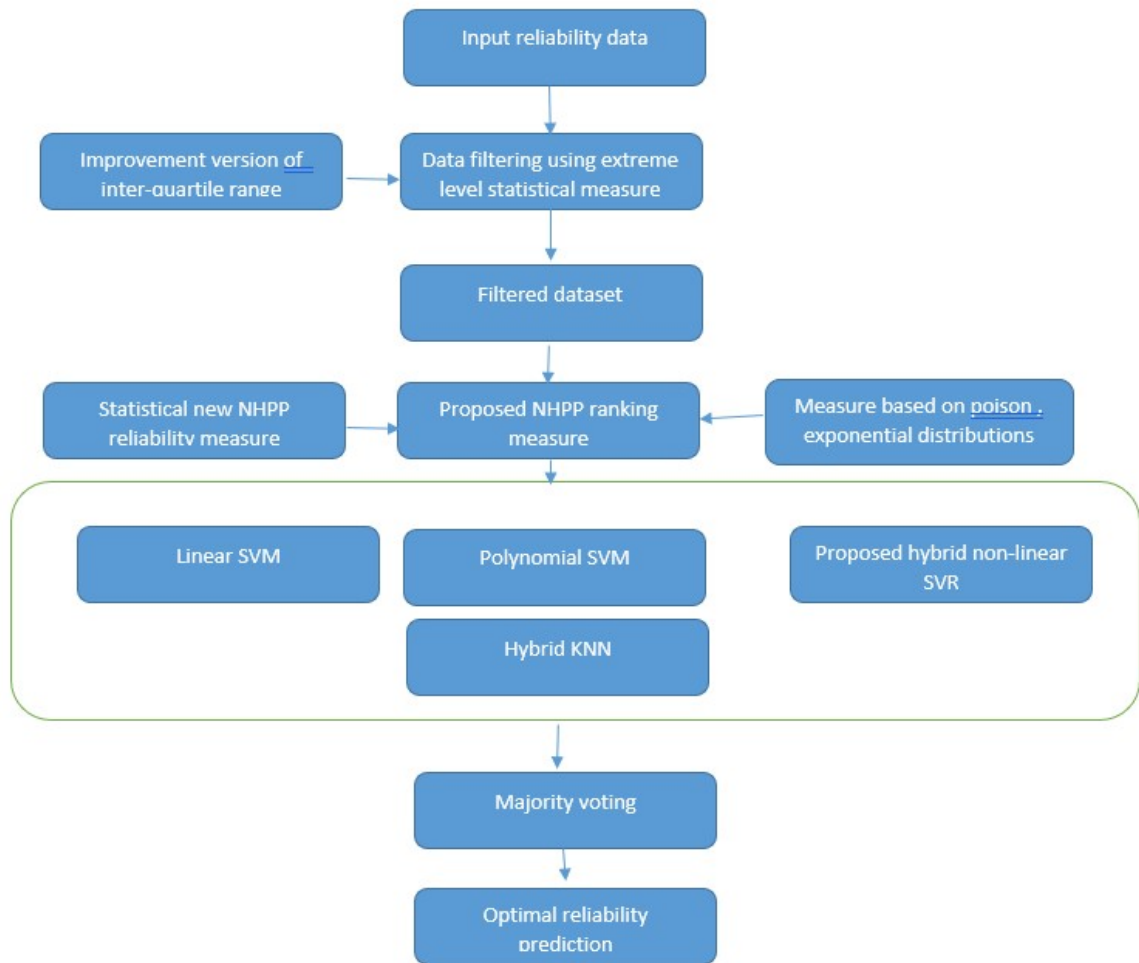 Input reliability data
Improvement version of
inter-quartile range
Data filtering using extreme
level statistical measure
Filtered dataset
Statistical new NHPP
reliability measure
Proposed NHPP ranking
measure
Measure based on poison ,
exponential distributions
Linear SVM
Polynomial SVM
Proposed hybrid non-linear
SVR
Hybrid KNN
Majority voting
Optimal reliability
prediction